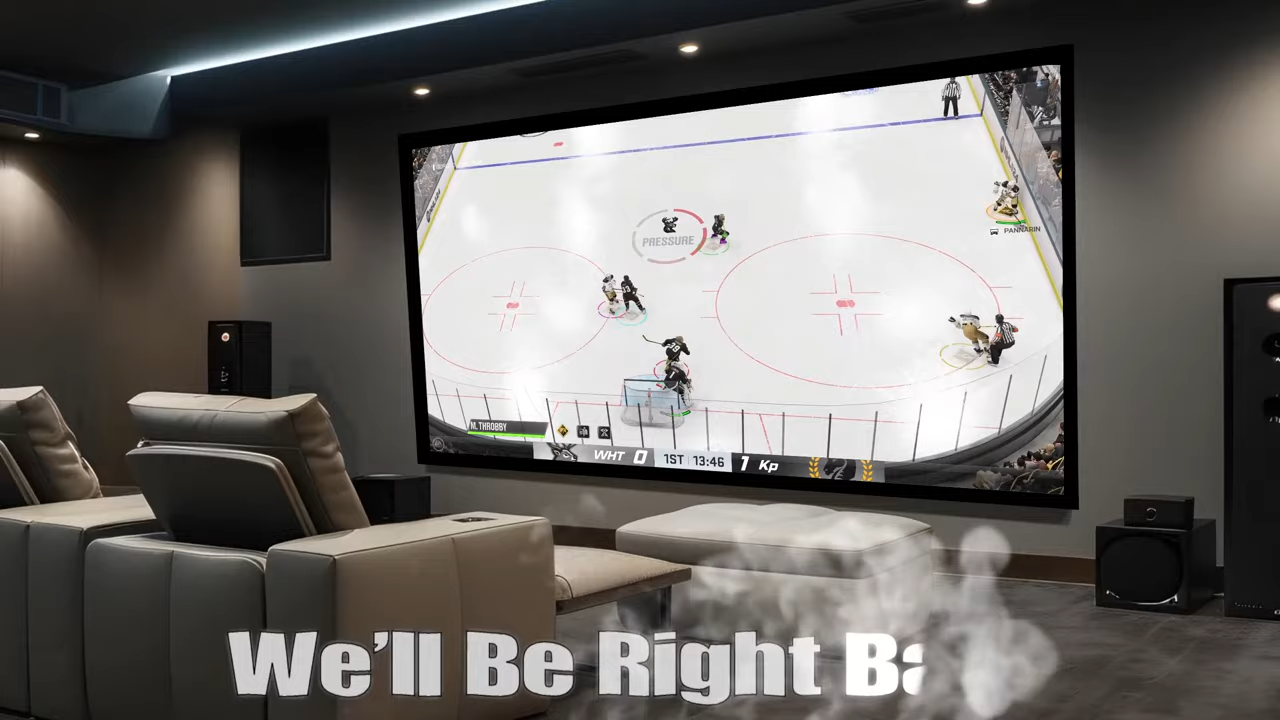 PRESSURE
PANNARIN
M. THROBBY
WHT 0 1ST 13:46 1 Kp
We'll Be Right Ba